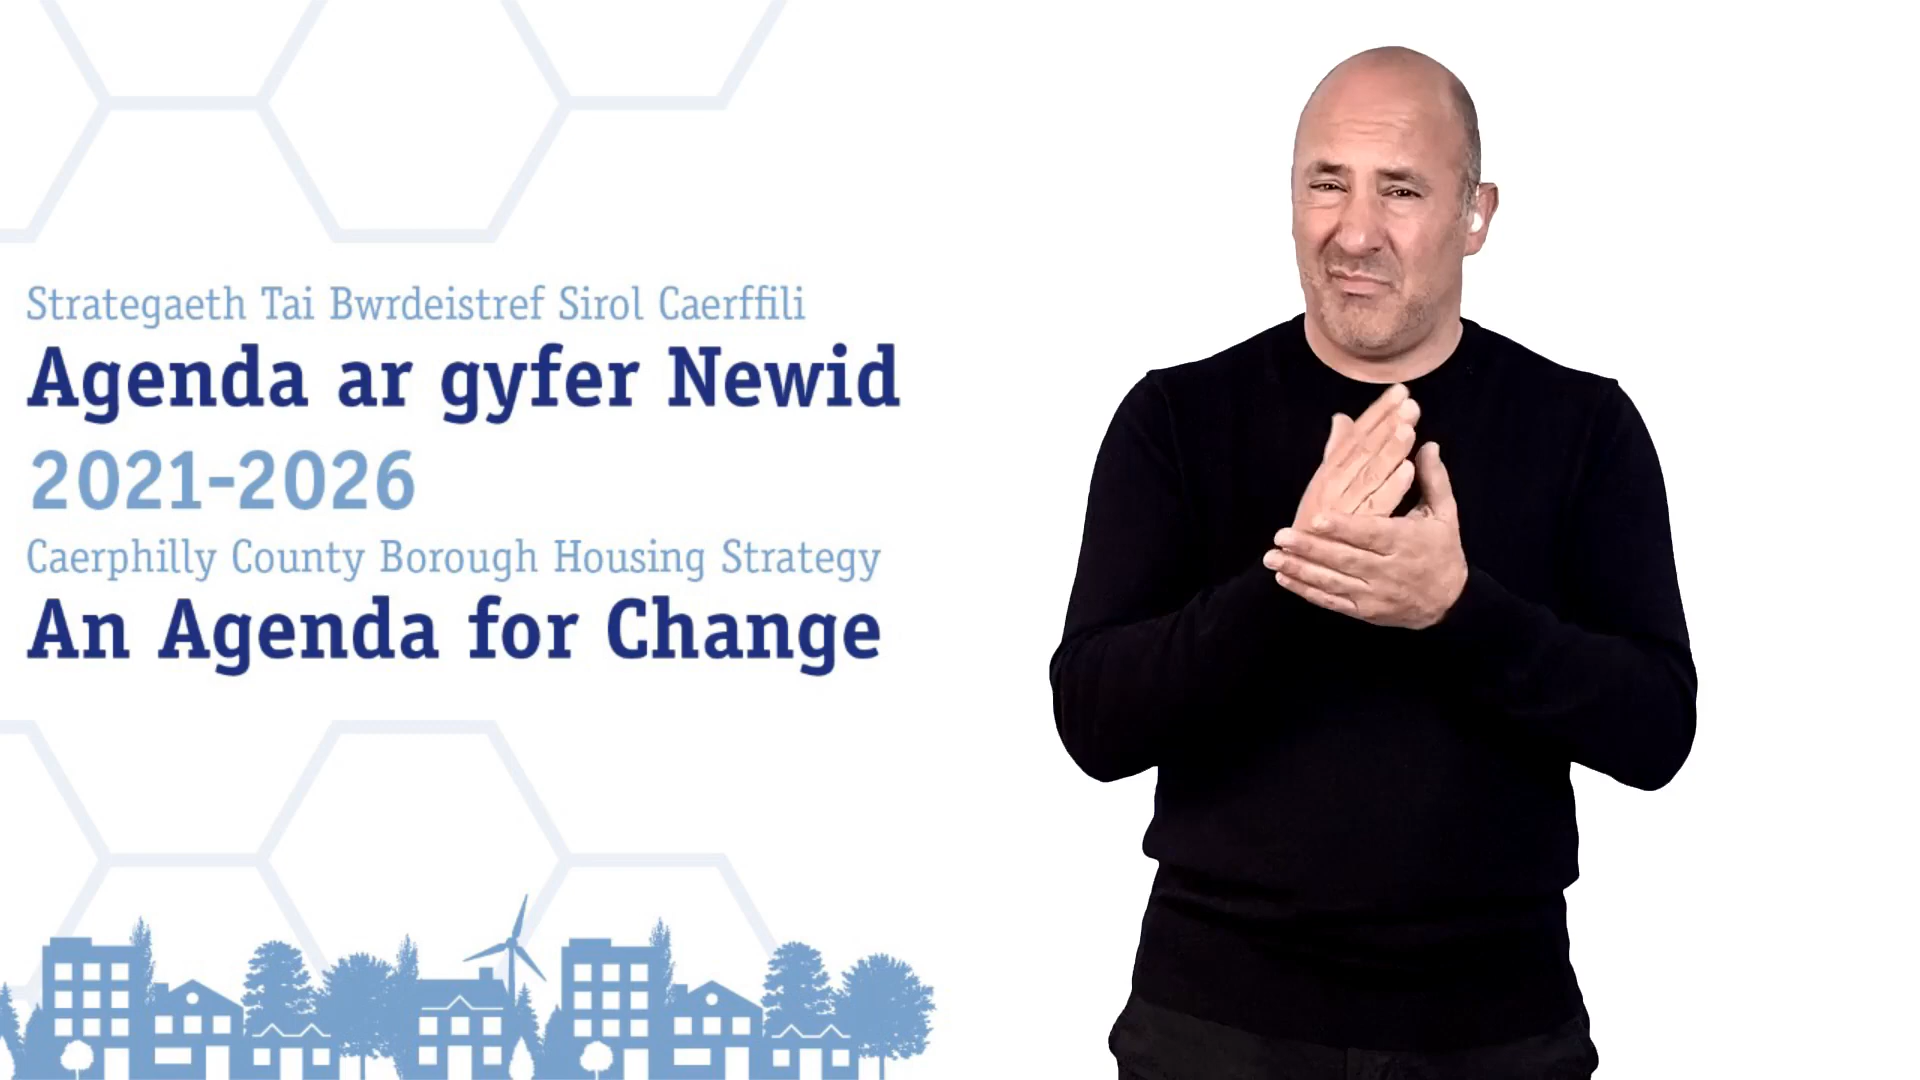 Strategaeth Tai Bwrdeistref Sirol Caerffili
Agenda ar gyfer Newid
2021-2026
Caerphilly County Borough Housing Strategy
An Agenda for Change